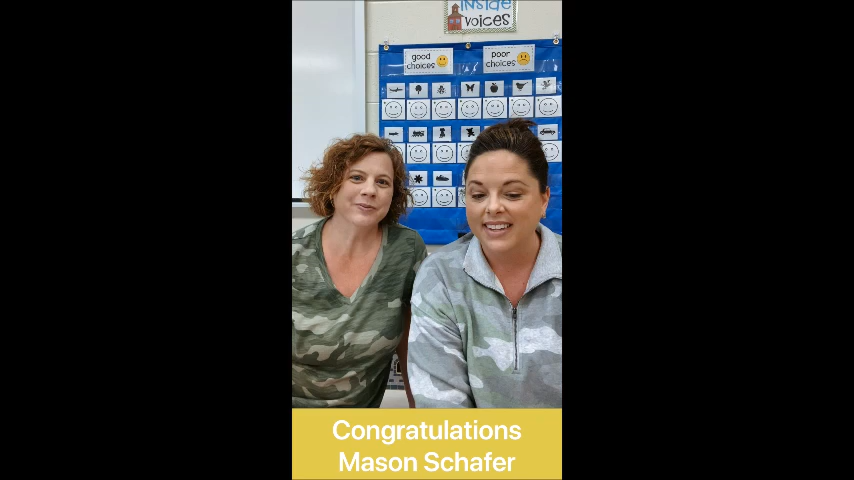 inside
voices
good
choices
poor
choices
Congratulations
Mason Schafer